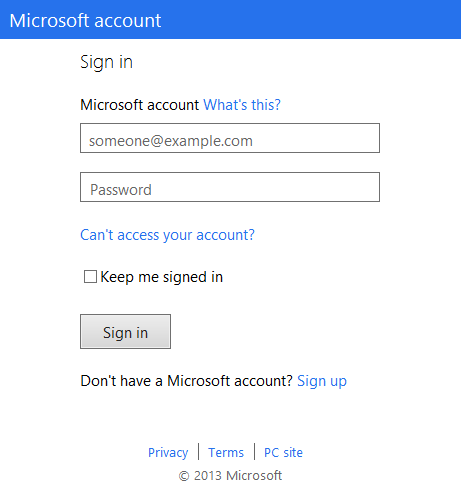 Microsoft account
Sign in
Microsoft account What's this?
someone@example.com
Password
Can't access your account?
Keep me signed in
Sign in
Don't have a Microsoft account? Sign up
Privacy | Terms | PC site
© 2013 Microsoft